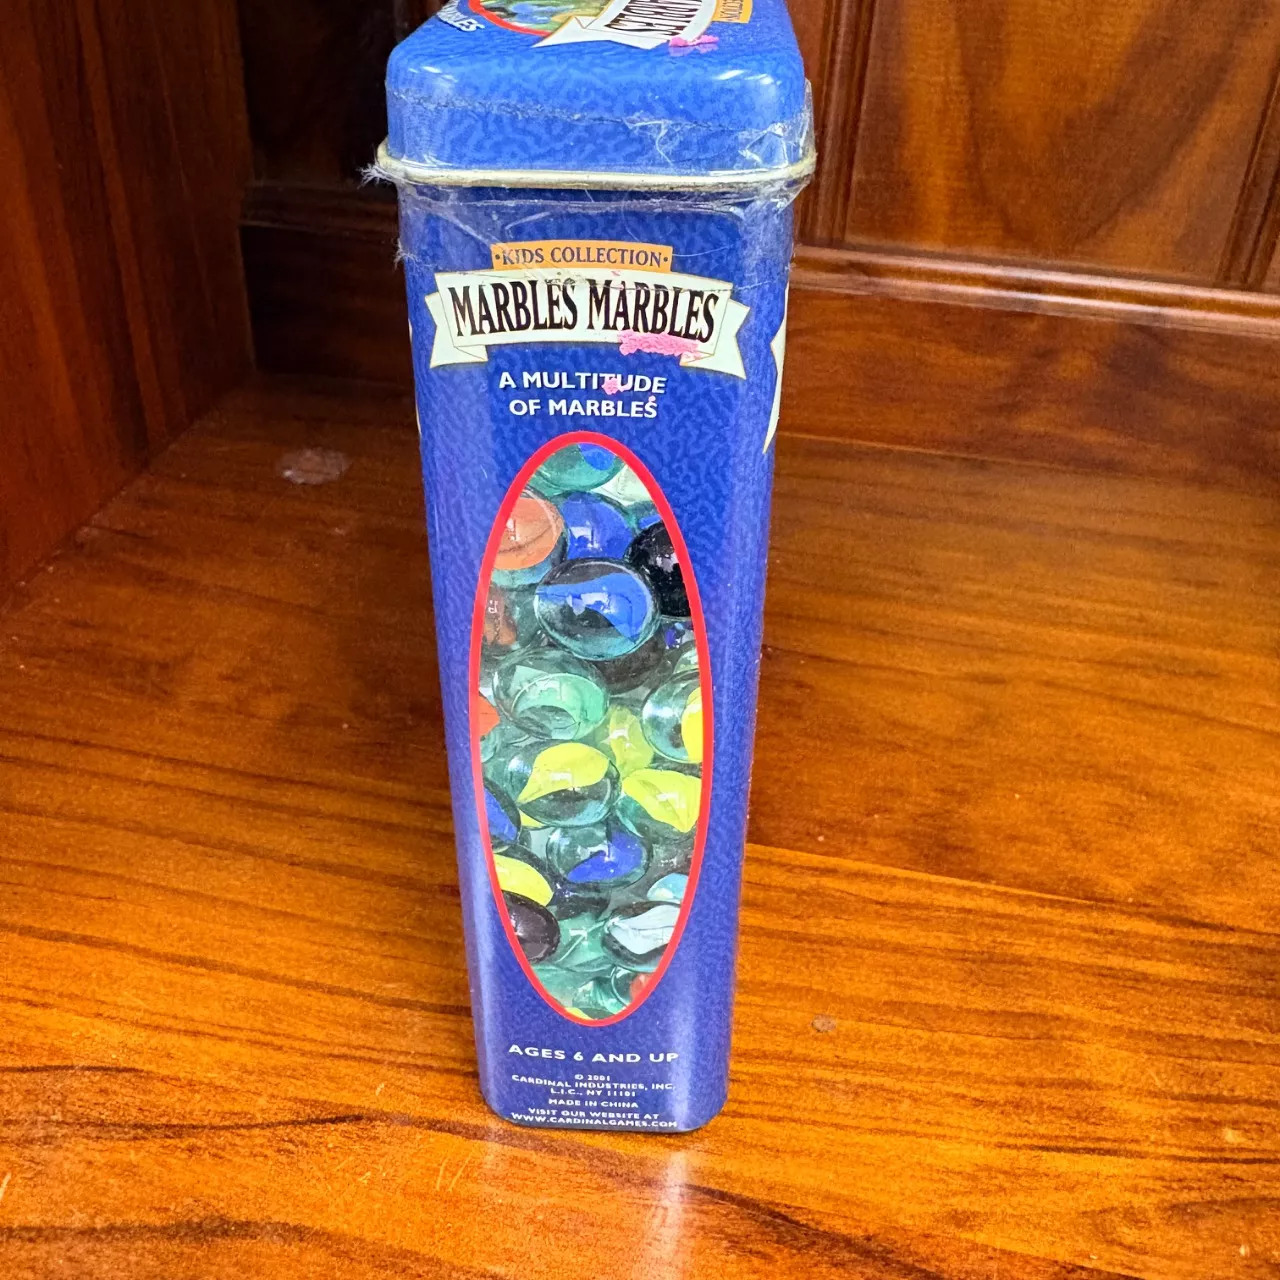 MARBLES
·KIDS COLLECTION·
MARBLES MARBLES
A MULTITUDE
OF MARBLES
AGES 6 AND UP
© 2001
CARDINAL INDUSTRIES, INC.
L.I.C., NY 11101
MADE IN CHINA
VISIT OUR WEBSITE AT
WWW.CARDINALGAMES.COM